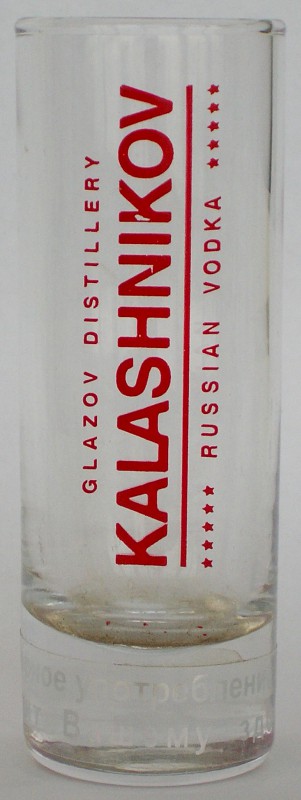 GLAZOV DISTILLERY
KALASHNIKOV
★★★★★ RUSSIAN VODKA ★★★★★